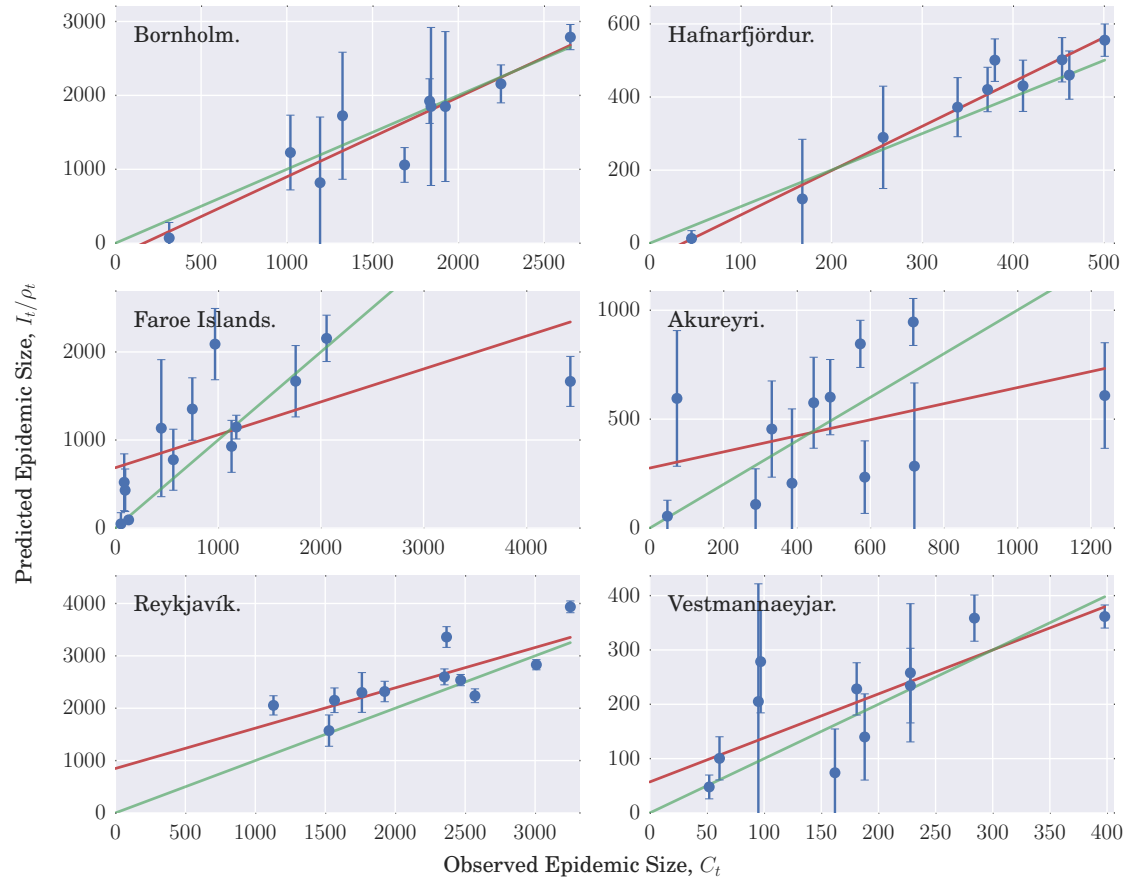 Bornholm.
3000
2000
1000
0
0 500 1000 1500 2000 2500
Hafnarfjördur.
600
400
200
0
0 100 200 300 400 500
Faroe Islands.
2000
1000
0
0 1000 2000 3000 4000
Akureyri.
1000
500
0
0 200 400 600 800 1000 1200
Reykjavík.
4000
3000
2000
1000
0
0 500 1000 1500 2000 2500 3000
Vestmannaeyjar.
400
300
200
100
0
0 50 100 150 200 250 300 350 400
Predicted Epidemic Size, I_t/ρ_t
Observed Epidemic Size, C_t